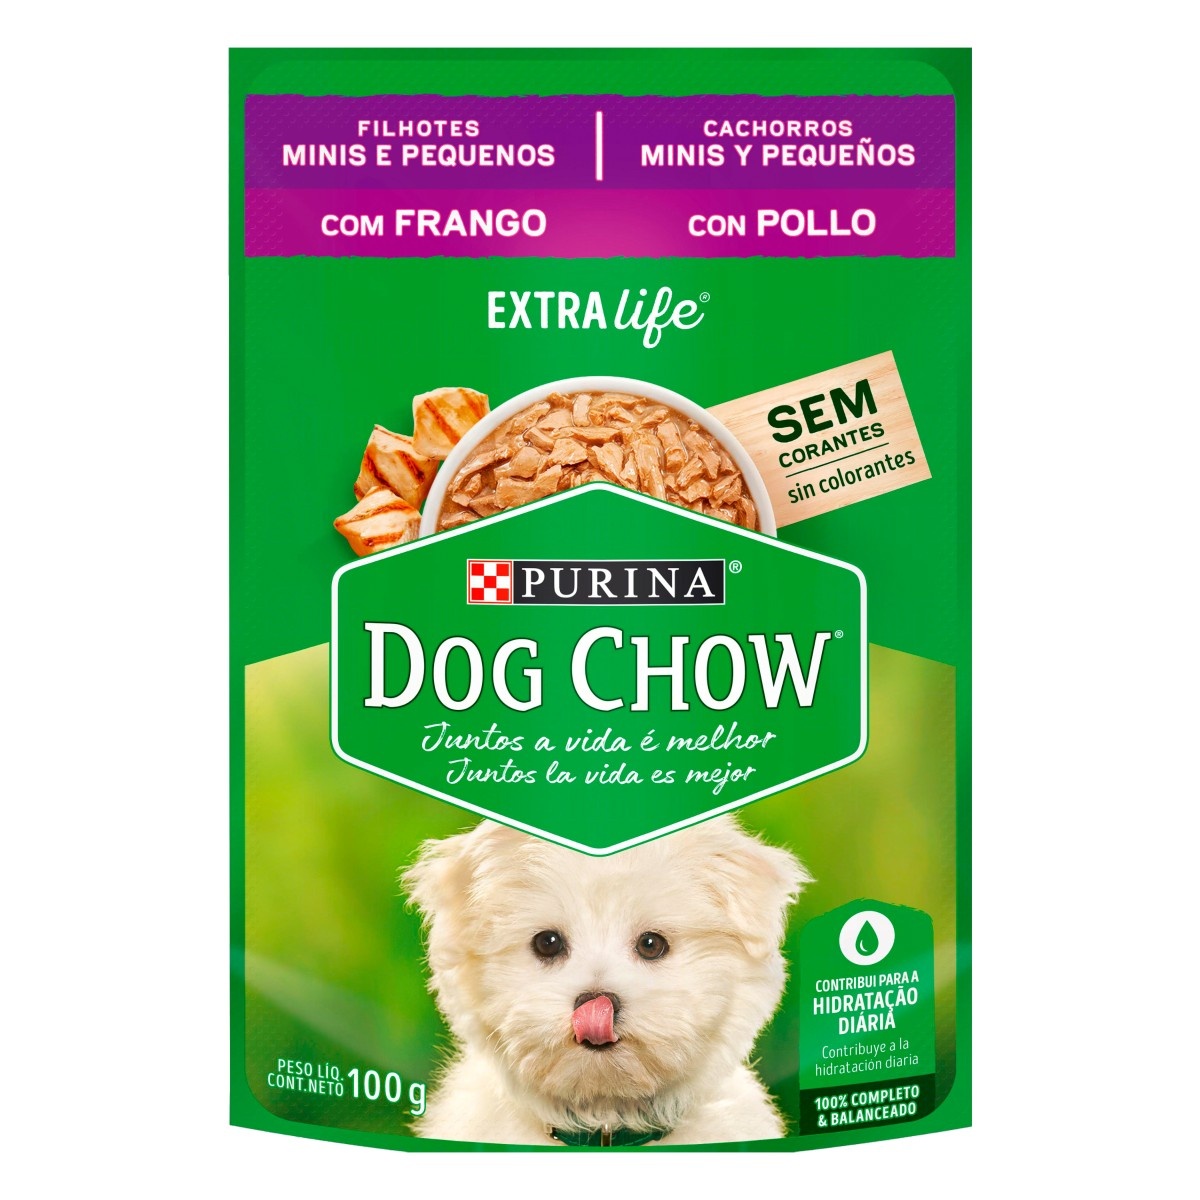 FILHOTES
MINIS E PEQUENOS
CACHORROS
MINIS Y PEQUEÑOS
COM FRANGO
CON POLLO
EXTRA life®
SEM
CORANTES
sin colorantes
PURINA®
DOG CHOW®
Juntos a vida é melhor
Juntos la vida es mejor
CONTRIBUI PARA A
HIDRATAÇÃO
DIÁRIA
Contribuye a la
hidratación diaria
100% COMPLETO
& BALANCEADO
PESO LÍQ.
CONT.NETO 100 g